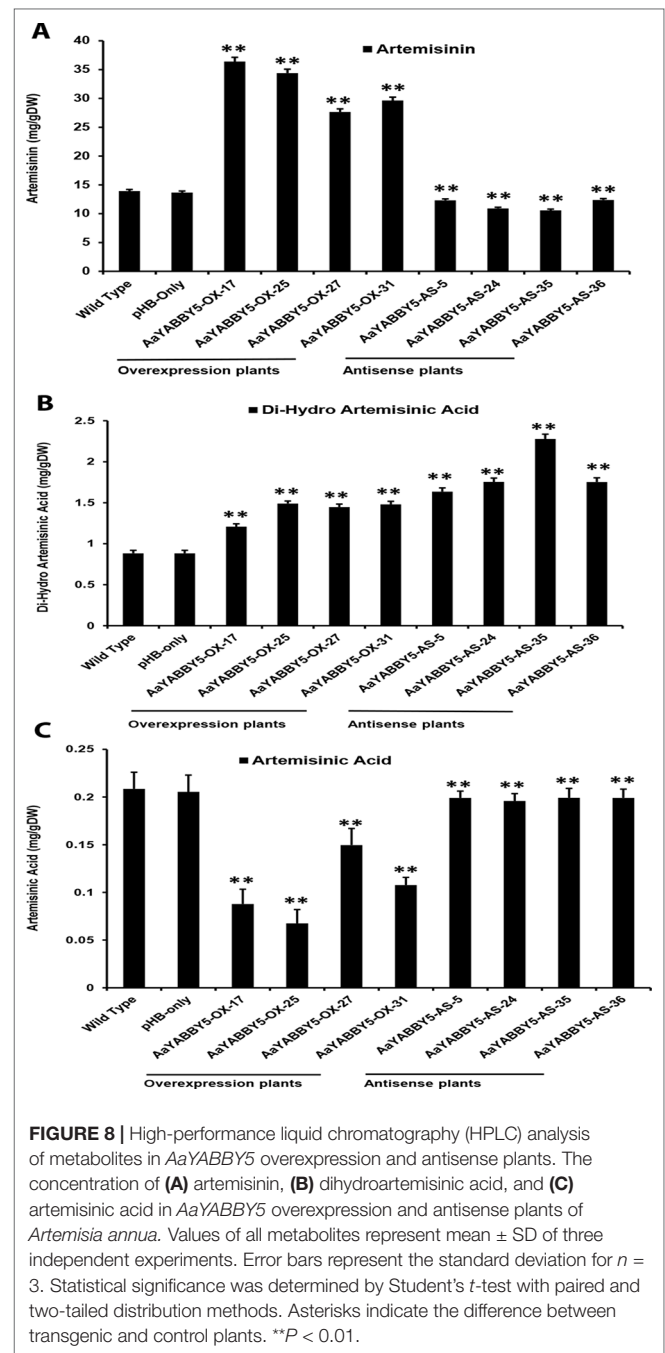 A
Artemisinin
Artemisinin (mg/gDW)
40
35
30
25
20
15
10
5
0
** ** ** ** ** ** ** **
Wild Type
pHB-Only
AaYABBY5-OX-17
AaYABBY5-OX-25
AaYABBY5-OX-27
AaYABBY5-OX-31
AaYABBY5-AS-5
AaYABBY5-AS-24
AaYABBY5-AS-35
AaYABBY5-AS-36
Overexpression plants
Antisense plants
B
Di-Hydro Artemisinic Acid
Di-Hydro Artemisinic Acid (mg/gDW)
2.5
2
1.5
1
0.5
0
** ** ** ** ** ** ** **
Wild Type
pHB-only
AaYABBY5-OX-17
AaYABBY5-OX-25
AaYABBY5-OX-27
AaYABBY5-OX-31
AaYABBY5-AS-5
AaYABBY5-AS-24
AaYABBY5-AS-35
AaYABBY5-AS-36
Overexpression plants
Antisense plants
C
Artemisinic Acid
Artemisinic Acid (mg/gDW)
0.25
0.2
0.15
0.1
0.05
0
** ** ** ** ** ** ** **
Wild Type
pHB-only
AaYABBY5-OX-17
AaYABBY5-OX-25
AaYABBY5-OX-27
AaYABBY5-OX-31
AaYABBY5-AS-5
AaYABBY5-AS-24
AaYABBY5-AS-35
AaYABBY5-AS-36
Overexpression plants
Antisense plants
FIGURE 8 | High-performance liquid chromatography (HPLC) analysis
of metabolites in AaYABBY5 overexpression and antisense plants. The
concentration of (A) artemisinin, (B) dihydroartemisinic acid, and (C)
artemisinic acid in AaYABBY5 overexpression and antisense plants of
Artemisia annua. Values of all metabolites represent mean ± SD of three
independent experiments. Error bars represent the standard deviation for n =
3. Statistical significance was determined by Student's t-test with paired and
two-tailed distribution methods. Asterisks indicate the difference between
transgenic and control plants. **P < 0.01.